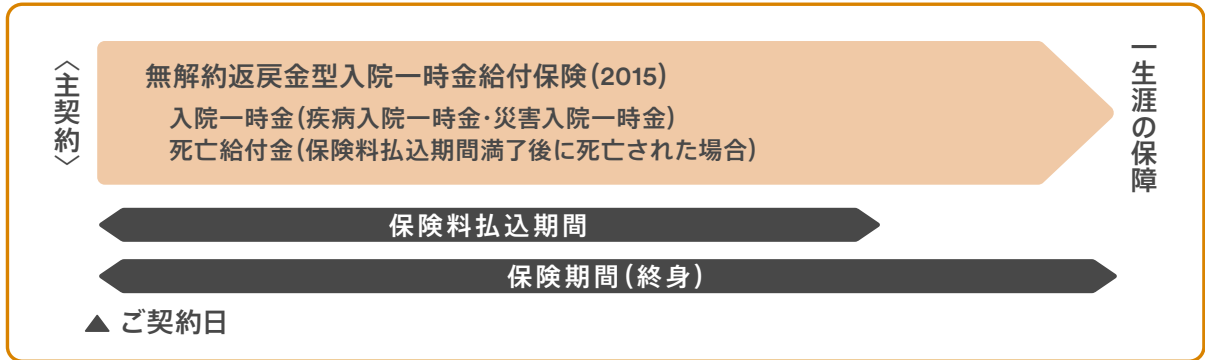 〈主契約〉
無解約返戻金型入院一時金給付保険(2015)
入院一時金(疾病入院一時金・災害入院一時金)
死亡給付金(保険料払込期間満了後に死亡された場合)
一生涯の保障
保険料払込期間
保険期間(終身)
▲ ご契約日